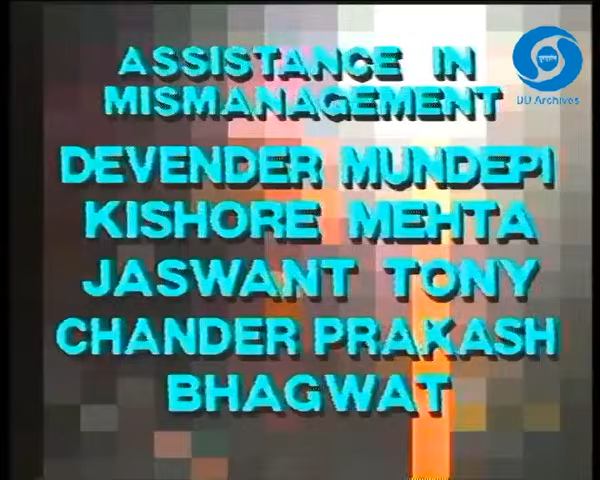 ASSISTANCE IN
MISMANAGEMENT
DEVENDER MUNDEPI
KISHORE MEHTA
JASWANT TONY
CHANDER PRAKASH
BHAGWAT
DD Archives